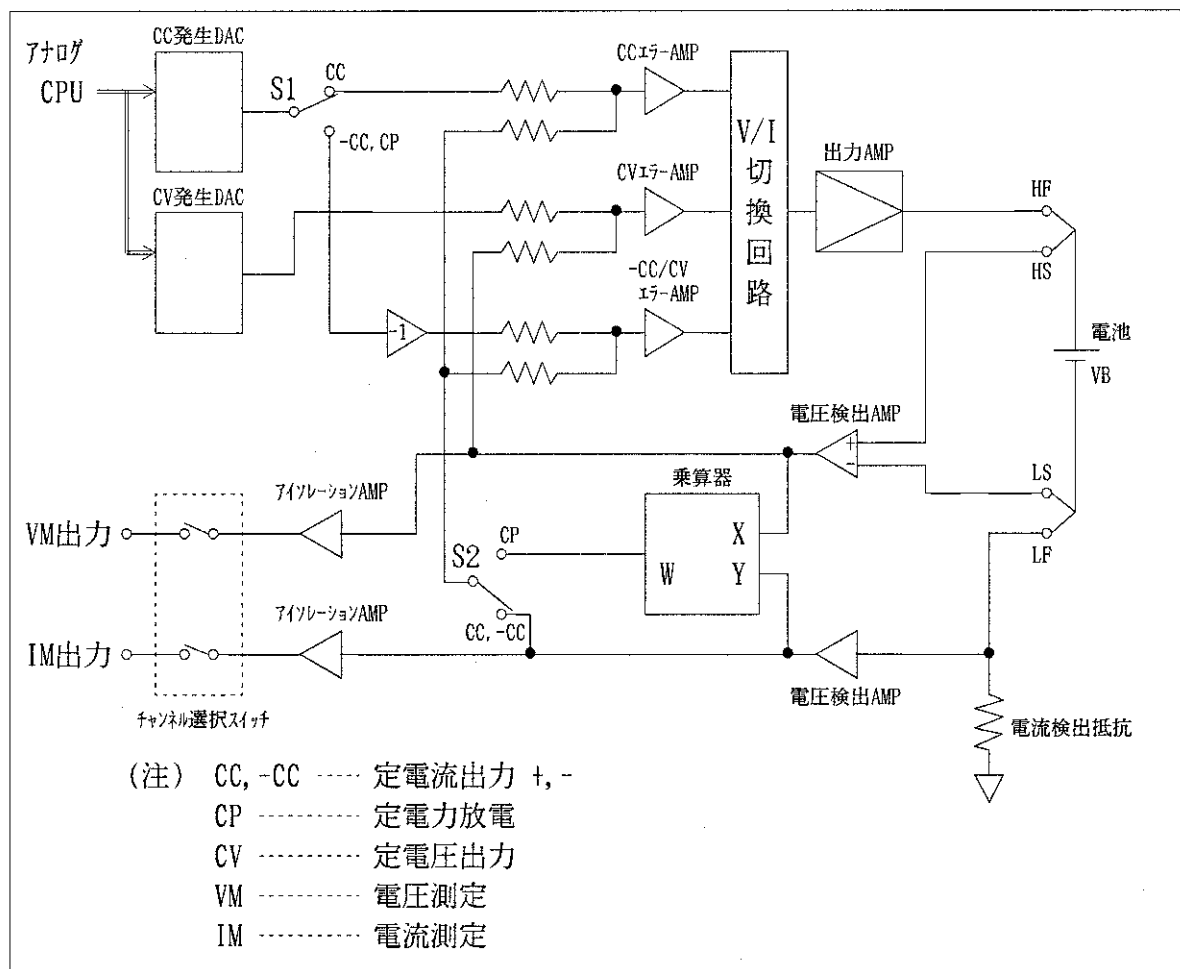 CC発生DAC
アナログ
CPU
S1
CC
-CC, CP
CCエラーAMP
CV発生DAC
CVエラーAMP
-CC/CV
エラーAMP
-1
V/I
切
換
回
路
出力AMP
HF
HS
電池
VB
電圧検出AMP
+
-
LS
LF
乗算器
X
Y
W
アイソレーションAMP
VM出力
S2
CP
CC, -CC
アイソレーションAMP
IM出力
チャンネル選択スイッチ
電圧検出AMP
電流検出抵抗
(注) CC, -CC ----- 定電流出力 +, -
CP ---------- 定電力放電
CV ---------- 定電圧出力
VM ---------- 電圧測定
IM ---------- 電流測定